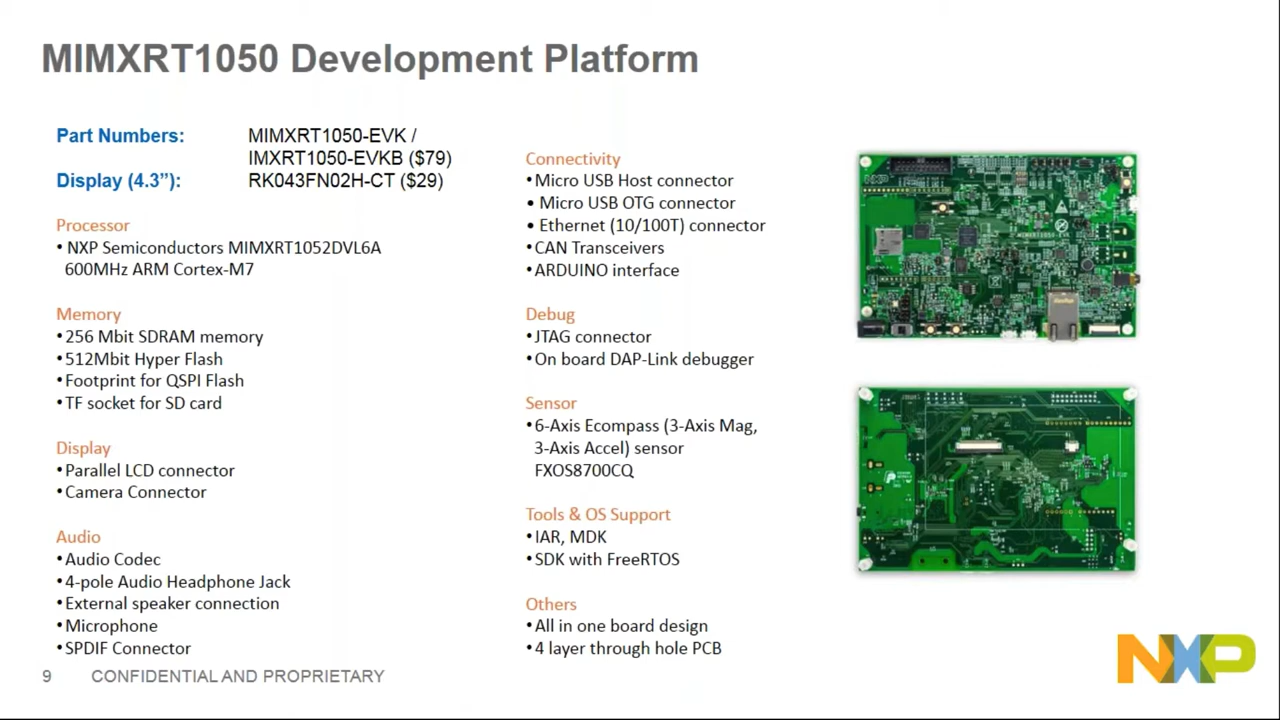 MIMXRT1050 Development Platform
Part Numbers: MIMXRT1050-EVK /
IMXRT1050-EVKB ($79)
Display (4.3”): RK043FN02H-CT ($29)
Processor
• NXP Semiconductors MIMXRT1052DVL6A
600MHz ARM Cortex-M7
Memory
• 256 Mbit SDRAM memory
• 512Mbit Hyper Flash
• Footprint for QSPI Flash
• TF socket for SD card
Display
• Parallel LCD connector
• Camera Connector
Audio
• Audio Codec
• 4-pole Audio Headphone Jack
• External speaker connection
• Microphone
• SPDIF Connector
Connectivity
• Micro USB Host connector
• Micro USB OTG connector
• Ethernet (10/100T) connector
• CAN Transceivers
• ARDUINO interface
Debug
• JTAG connector
• On board DAP-Link debugger
Sensor
• 6-Axis Ecompass (3-Axis Mag,
3-Axis Accel) sensor
FXOS8700CQ
Tools & OS Support
• IAR, MDK
• SDK with FreeRTOS
Others
• All in one board design
• 4 layer through hole PCB
NXP
MIMXRT1050-EVK
9 CONFIDENTIAL AND PROPRIETARY
NXP